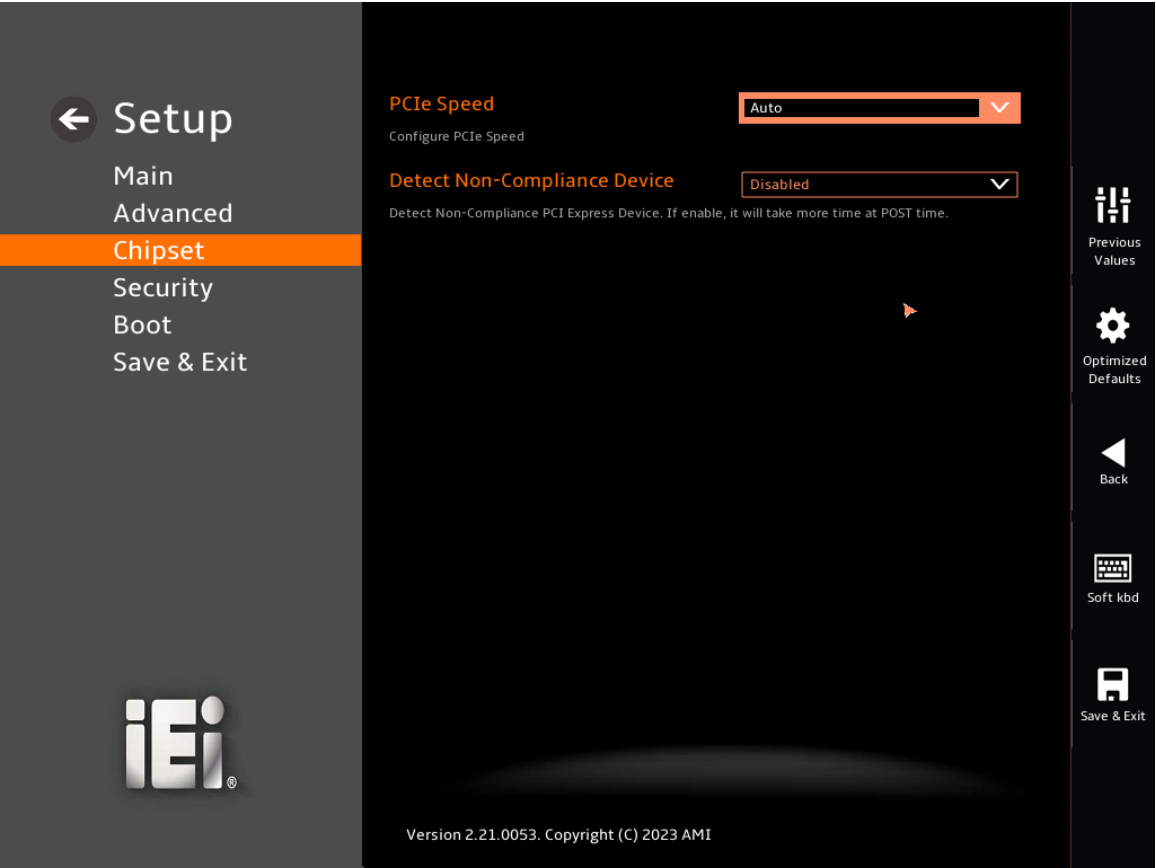 Setup
Main
Advanced
Chipset
Security
Boot
Save & Exit
iEi®
PCIe Speed
Auto
Configure PCIe Speed
Detect Non-Compliance Device
Disabled
Detect Non-Compliance PCI Express Device. If enable, it will take more time at POST time.
Version 2.21.0053. Copyright (C) 2023 AMI
Previous
Values
Optimized
Defaults
Back
Soft kbd
Save & Exit